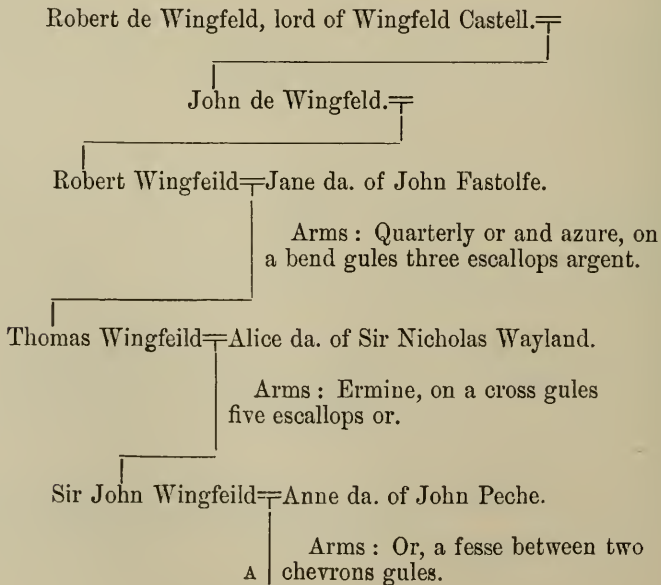 Robert de Wingfeld, lord of Wingfeld Castell.
John de Wingfeld.
Robert Wingfeild=Jane da. of John Fastolfe.
Arms : Quarterly or and azure, on
a bend gules three escallops argent.
Thomas Wingfeild=Alice da. of Sir Nicholas Wayland.
Arms : Ermine, on a cross gules
five escallops or.
Sir John Wingfeild=Anne da. of John Peche.
Arms : Or, a fesse between two
A chevrons gules.